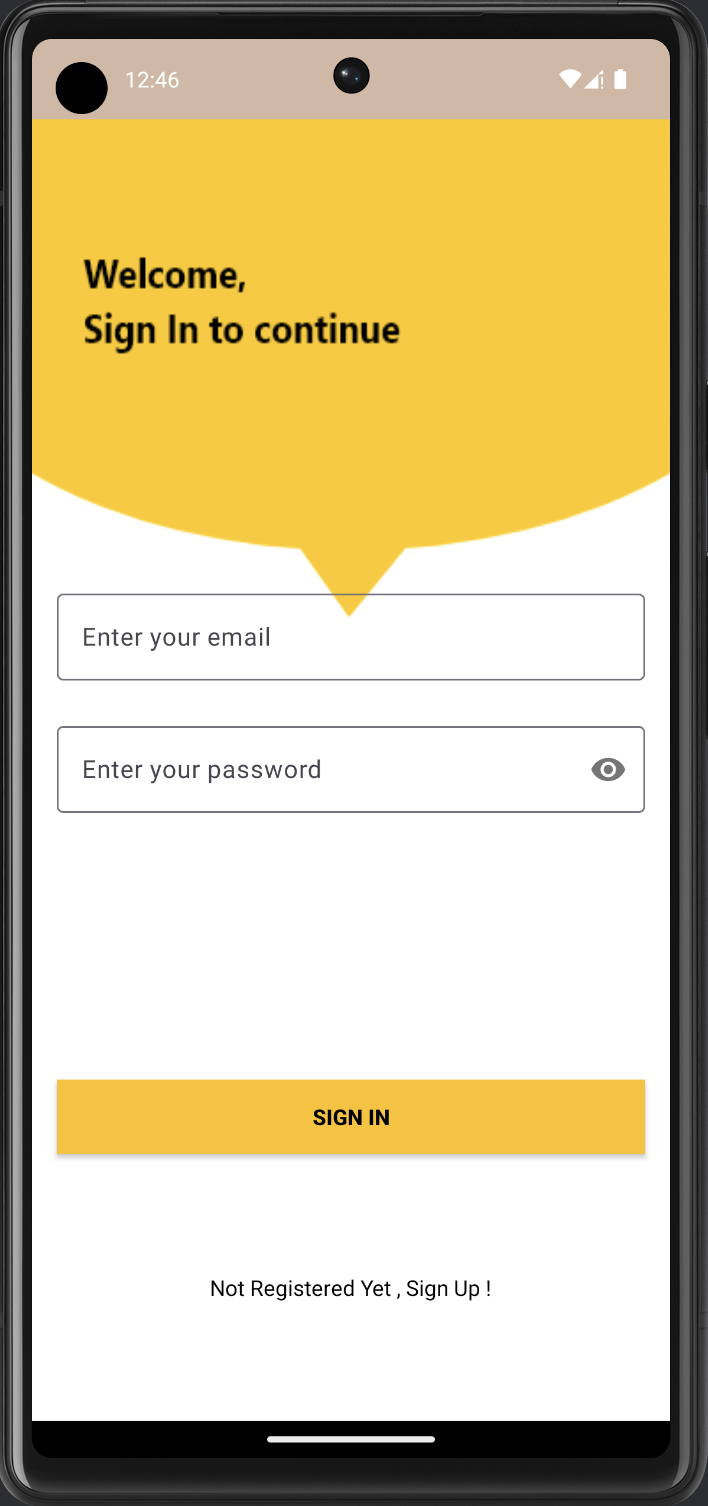 12:46
Welcome,
Sign In to continue
Enter your email
Enter your password
SIGN IN
Not Registered Yet , Sign Up !